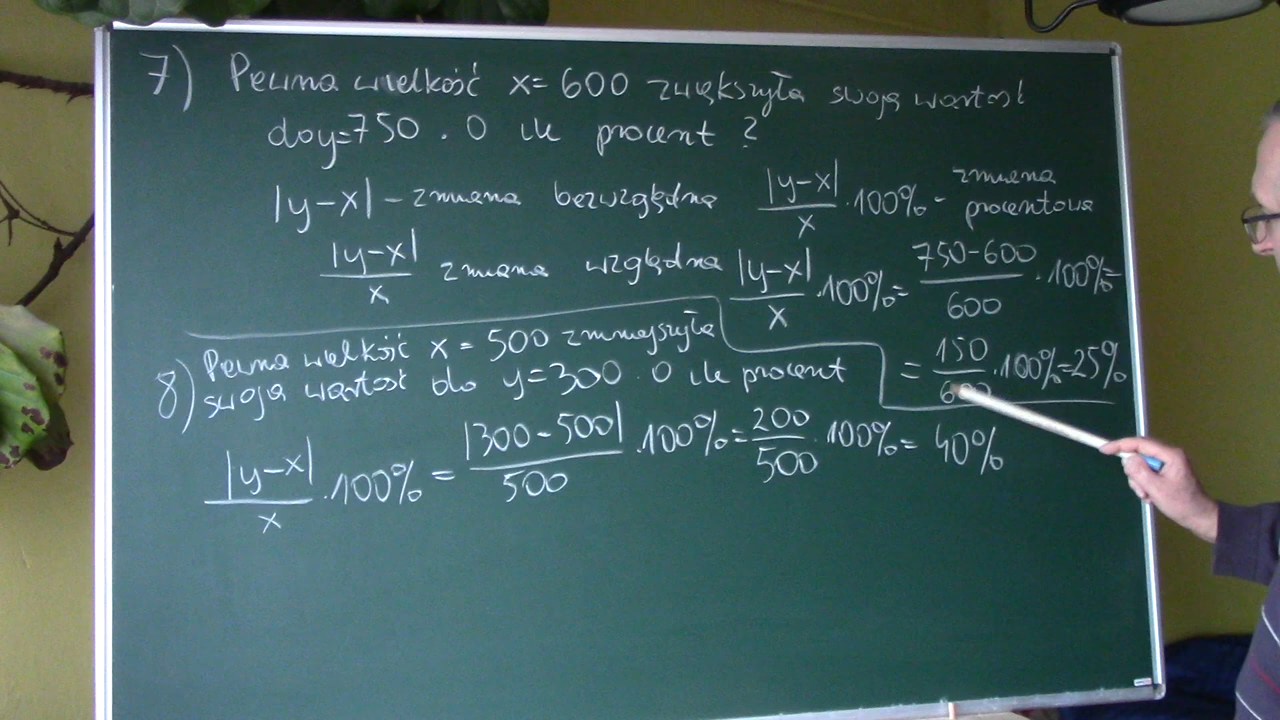 7) Pewna wielkość x=600 zwiększyła swoją wartość
do y=750. O ile procent?
|y-x| - zmiana bezwzględna |y-x|/x · 100% - zmiana procentowa
|y-x|/x zmiana względna |y-x|/x · 100% = 750-600/600 · 100% =
= 150/600 · 100% = 25%
8) Pewna wielkość x = 500 zmniejszyła
swoją wartość do y=300. O ile procent
|y-x|/x · 100% = |300-500|/500 · 100% = 200/500 · 100% = 40%